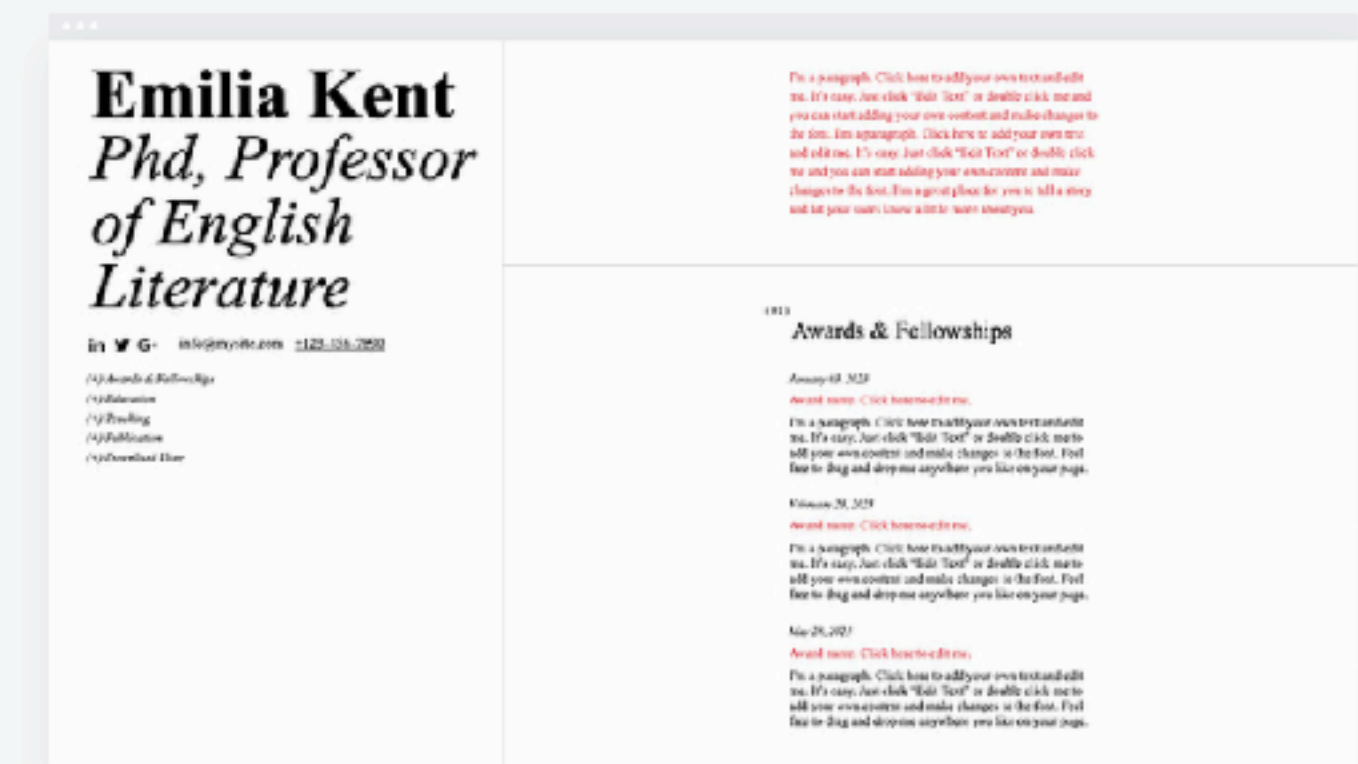 Emilia Kent
Phd, Professor
of English
Literature
in G+ info@mysite.com
Awards & Fellowships
Education
Teaching
Publication
Download
I'm a paragraph. Click here to add your own text and edit
me. It's easy. Just click "Edit Text" or double click me and
you can start adding your own content and make changes to
the font. I'm a paragraph. Click here to add your own text
and edit me. It's easy. Just click "Edit Text" or double click
me and you can start adding your own content and make
changes to the font. I'm a great place for you to tell a story
and let your users know a little more about you.
Awards & Fellowships
Award name. Click here to edit me.
I'm a paragraph. Click here to add your own text and edit
me. It's easy. Just click "Edit Text" or double click me to
add your own content and make changes to the font. Feel
free to drag and drop me anywhere you like on your page.
Award name. Click here to edit me.
I'm a paragraph. Click here to add your own text and edit
me. It's easy. Just click "Edit Text" or double click me to
add your own content and make changes to the font. Feel
free to drag and drop me anywhere you like on your page.
Award name. Click here to edit me.
I'm a paragraph. Click here to add your own text and edit
me. It's easy. Just click "Edit Text" or double click me to
add your own content and make changes to the font. Feel
free to drag and drop me anywhere you like on your page.